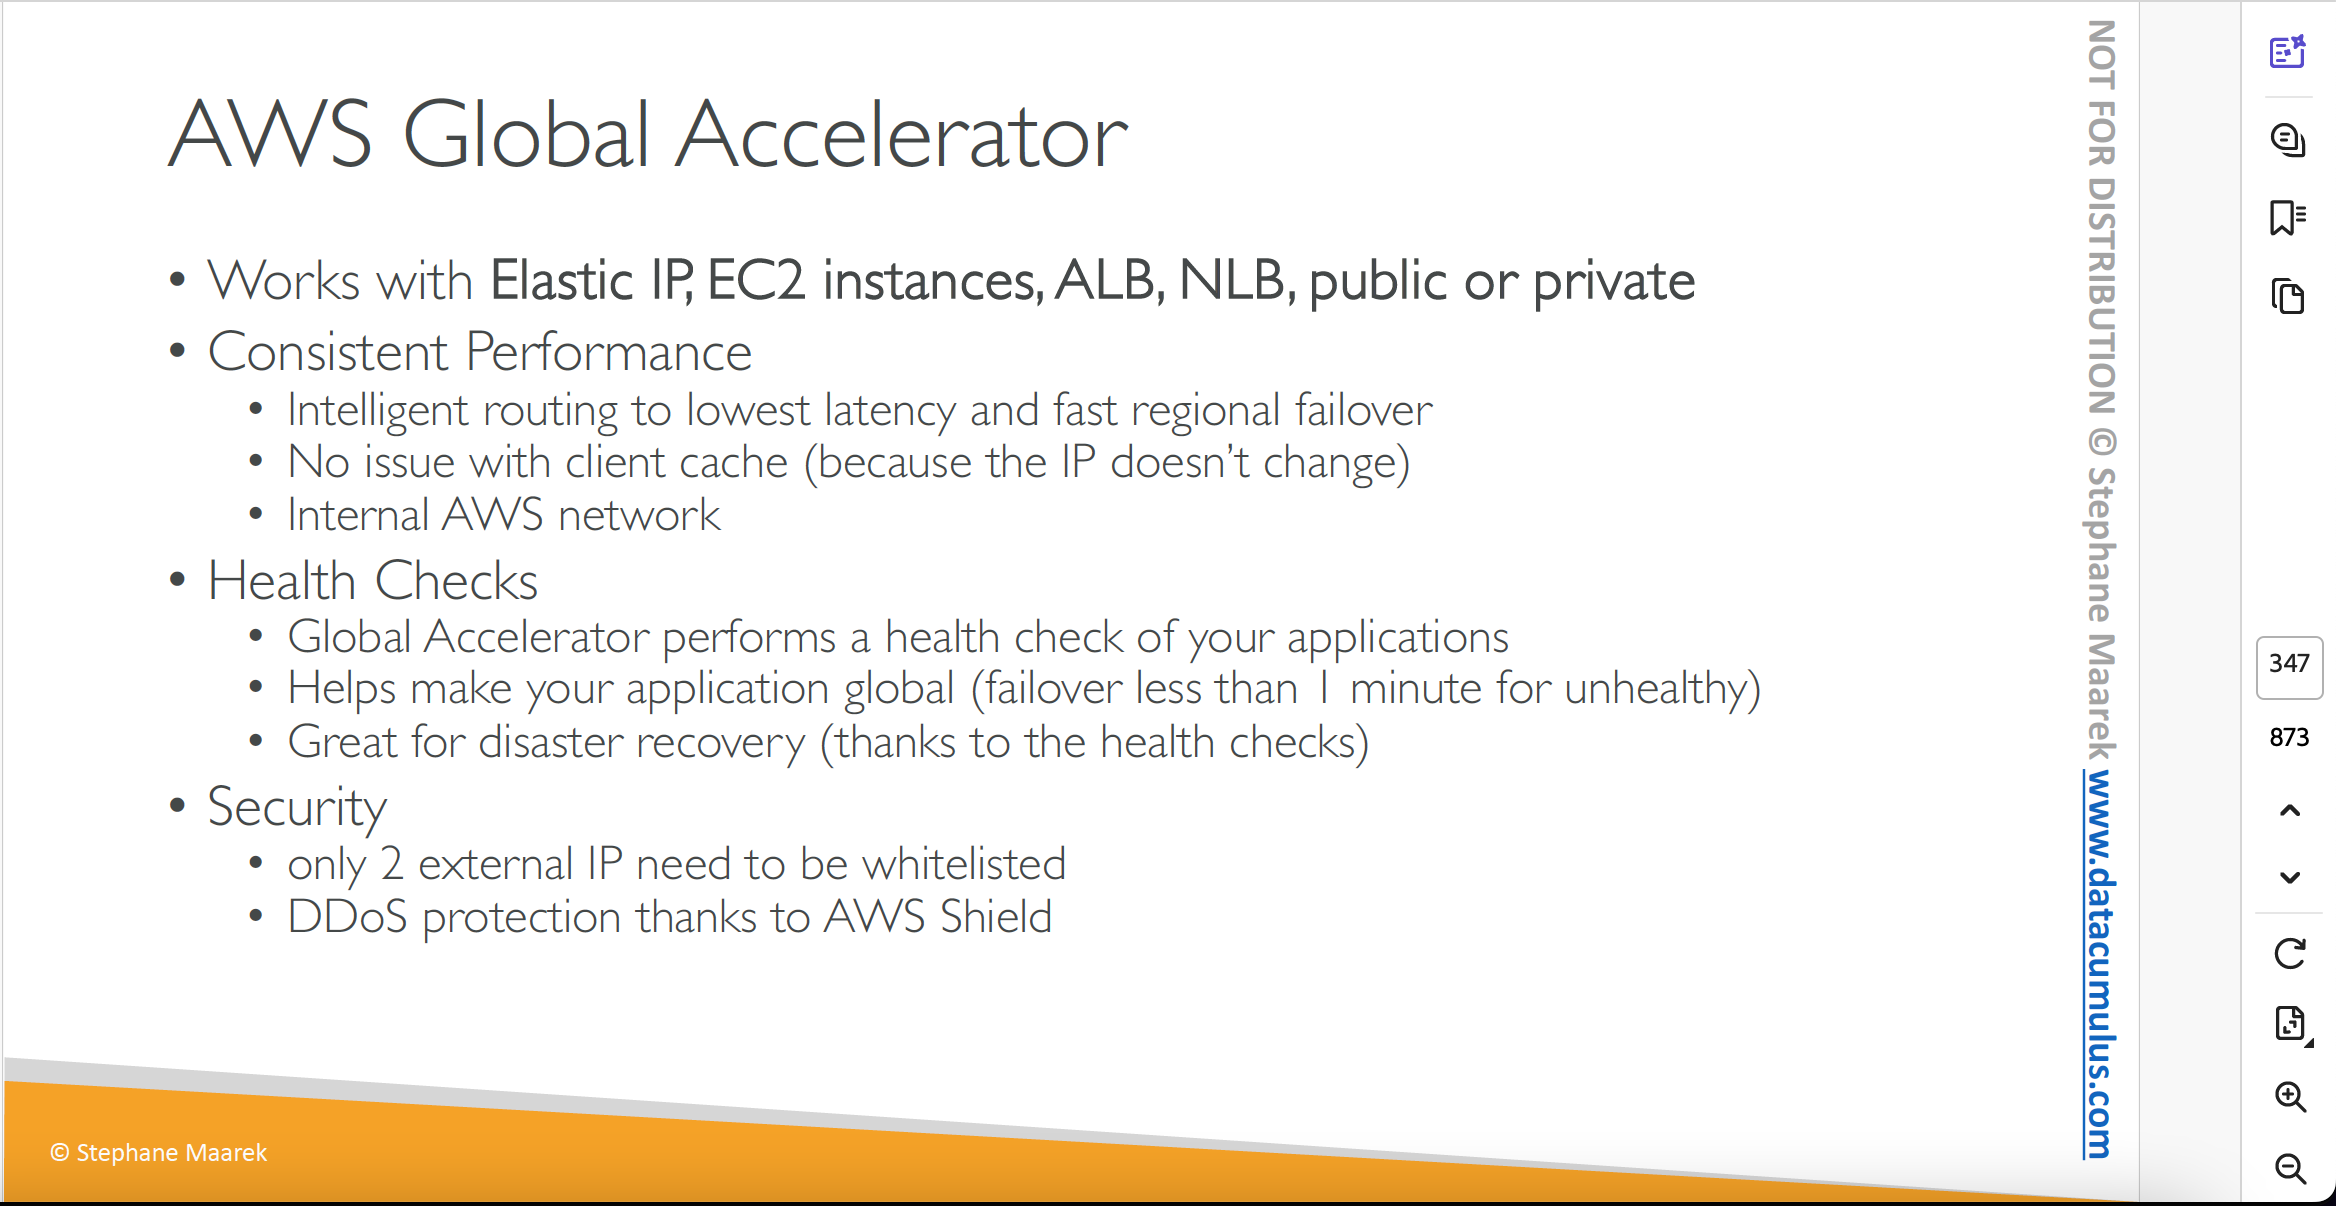 AWS Global Accelerator
• Works with Elastic IP, EC2 instances, ALB, NLB, public or private
• Consistent Performance
• Intelligent routing to lowest latency and fast regional failover
• No issue with client cache (because the IP doesn’t change)
• Internal AWS network
• Health Checks
• Global Accelerator performs a health check of your applications
• Helps make your application global (failover less than 1 minute for unhealthy)
• Great for disaster recovery (thanks to the health checks)
• Security
• only 2 external IP need to be whitelisted
• DDoS protection thanks to AWS Shield
© Stephane Maarek
NOT FOR DISTRIBUTION © Stephane Maarek www.datacumulus.com
347
873